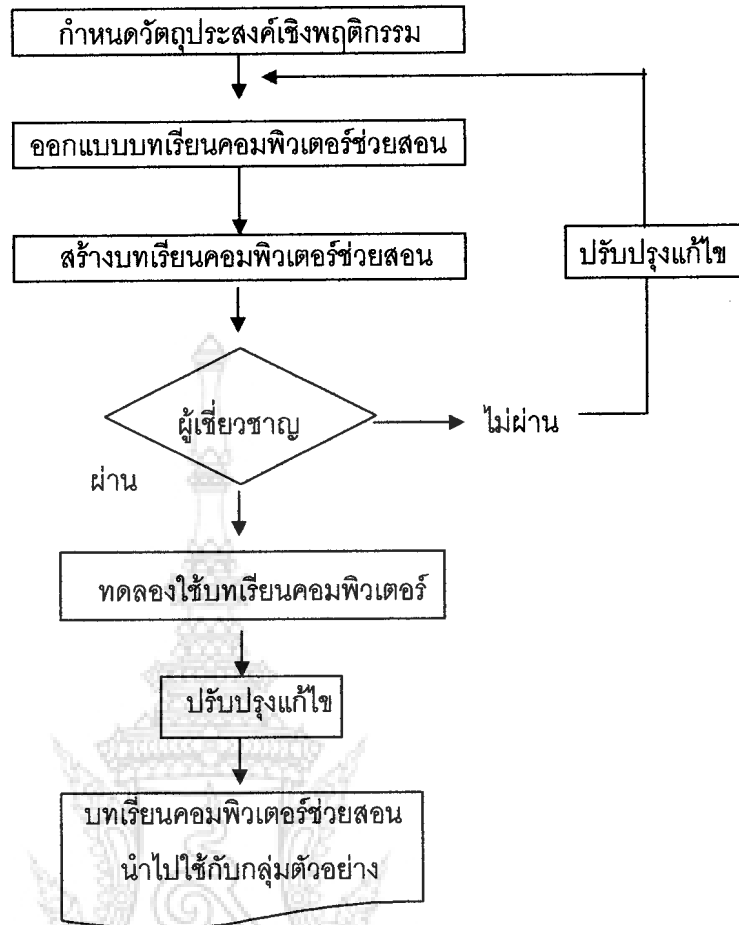 กำหนดวัตถุประสงค์เชิงพฤติกรรม
ออกแบบบทเรียนคอมพิวเตอร์ช่วยสอน
สร้างบทเรียนคอมพิวเตอร์ช่วยสอน
ปรับปรุงแก้ไข
ผู้เชี่ยวชาญ
ไม่ผ่าน
ผ่าน
ทดลองใช้บทเรียนคอมพิวเตอร์
ปรับปรุงแก้ไข
บทเรียนคอมพิวเตอร์ช่วยสอน
นำไปใช้กับกลุ่มตัวอย่าง